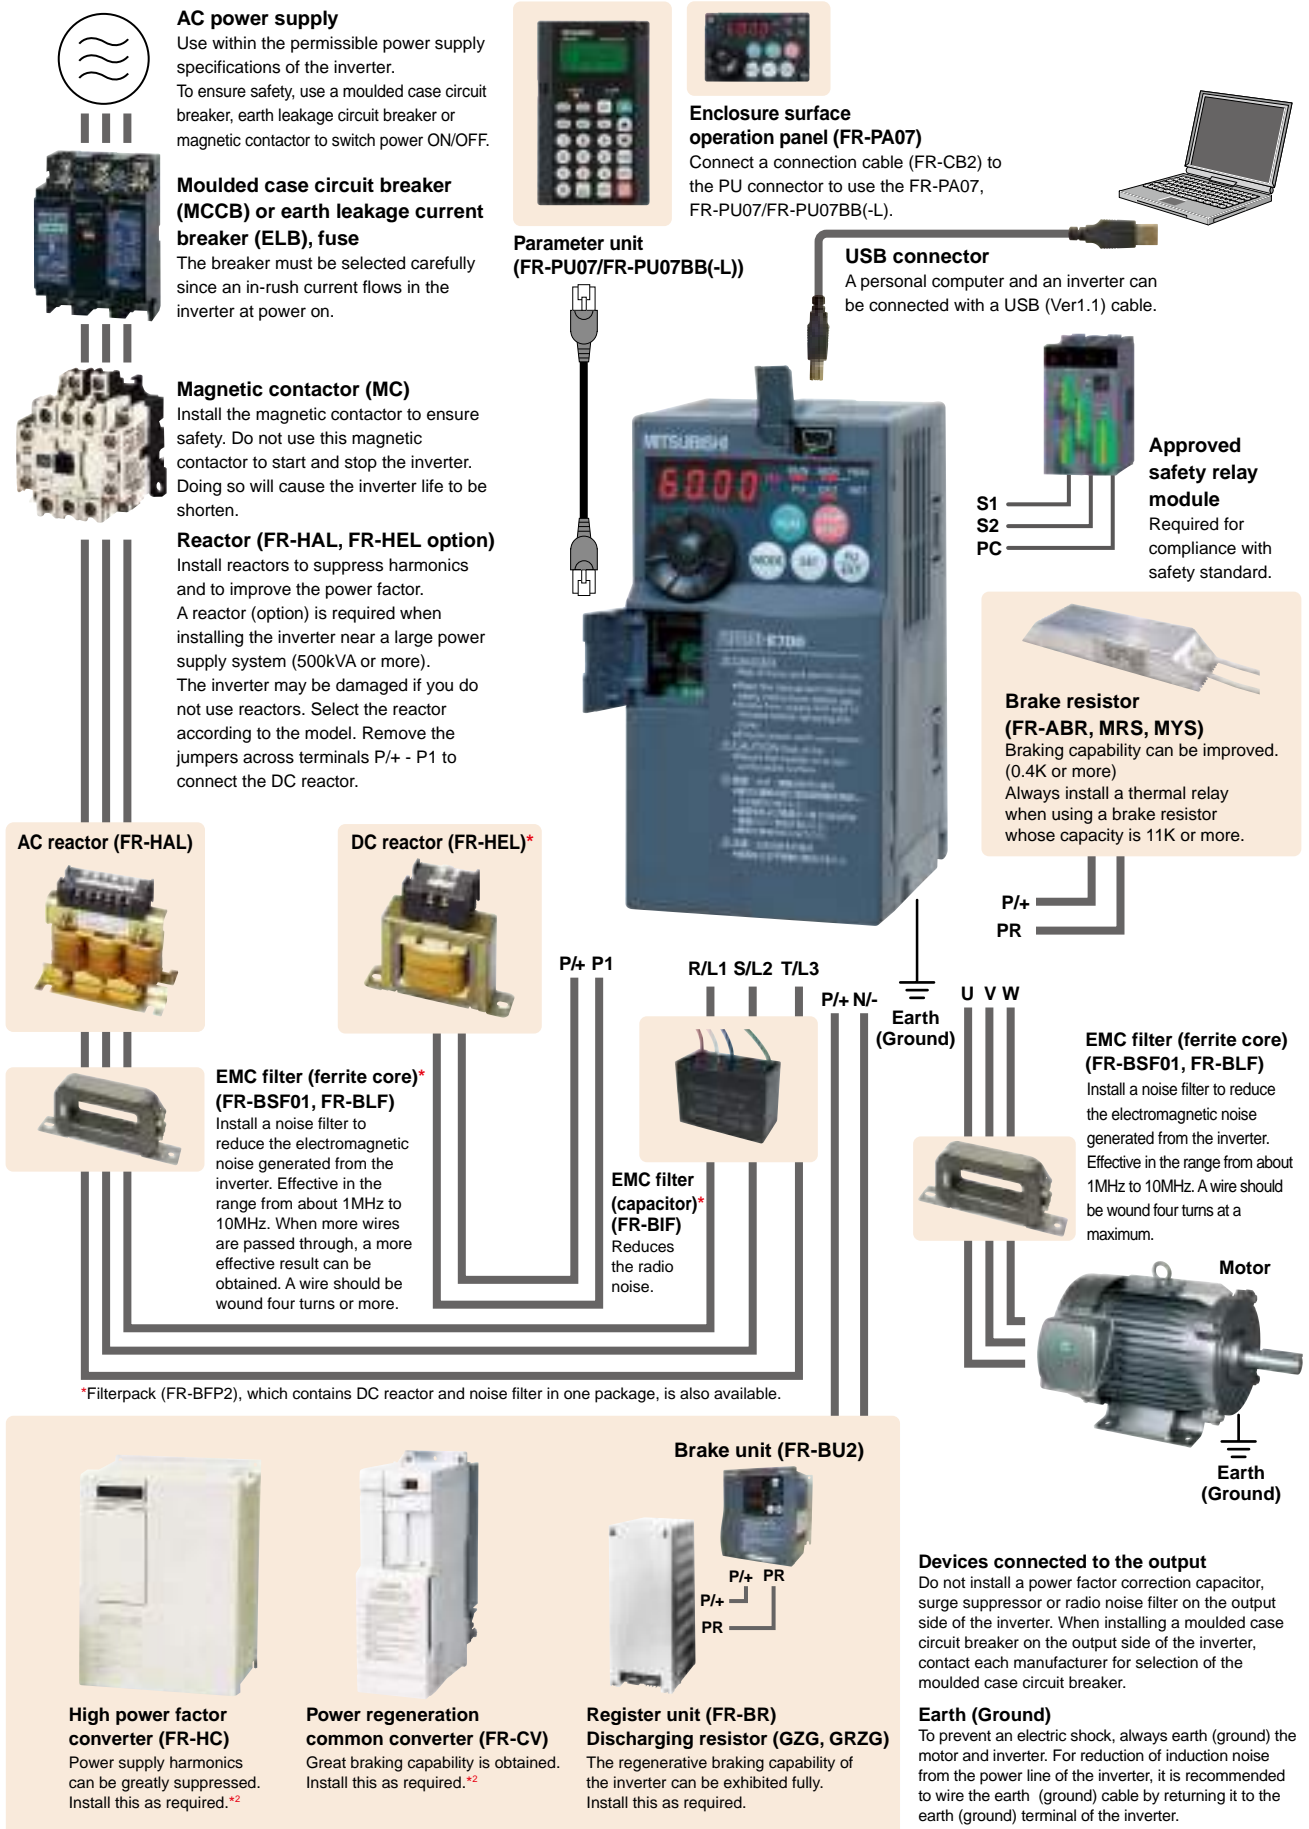 AC power supply
Use within the permissible power supply
specifications of the inverter.
To ensure safety, use a moulded case circuit
breaker, earth leakage circuit breaker or
magnetic contactor to switch power ON/OFF.
Moulded case circuit breaker
(MCCB) or earth leakage current
breaker (ELB), fuse
The breaker must be selected carefully
since an in-rush current flows in the
inverter at power on.
Magnetic contactor (MC)
Install the magnetic contactor to ensure
safety. Do not use this magnetic
contactor to start and stop the inverter.
Doing so will cause the inverter life to be
shorten.
Reactor (FR-HAL, FR-HEL option)
Install reactors to suppress harmonics
and to improve the power factor.
A reactor (option) is required when
installing the inverter near a large power
supply system (500kVA or more).
The inverter may be damaged if you do
not use reactors. Select the reactor
according to the model. Remove the
jumpers across terminals P/+ - P1 to
connect the DC reactor.
Parameter unit
(FR-PU07/FR-PU07BB(-L))
Enclosure surface
operation panel (FR-PA07)
Connect a connection cable (FR-CB2) to
the PU connector to use the FR-PA07,
FR-PU07/FR-PU07BB(-L).
USB connector
A personal computer and an inverter can
be connected with a USB (Ver1.1) cable.
MITSUBISHI
60.00
RUN
MODE
SET
PU
EXT
Approved
safety relay
module
Required for
compliance with
safety standard.
S1
S2
PC
Brake resistor
(FR-ABR, MRS, MYS)
Braking capability can be improved.
(0.4K or more)
Always install a thermal relay
when using a brake resistor
whose capacity is 11K or more.
P/+
PR
AC reactor (FR-HAL)
DC reactor (FR-HEL)*
P/+ P1
R/L1 S/L2 T/L3
P/+ N/-
Earth
(Ground)
U V W
EMC filter (ferrite core)*
(FR-BSF01, FR-BLF)
Install a noise filter to
reduce the electromagnetic
noise generated from the
inverter. Effective in the
range from about 1MHz to
10MHz. When more wires
are passed through, a more
effective result can be
obtained. A wire should be
wound four turns or more.
EMC filter
(capacitor)*
(FR-BIF)
Reduces
the radio
noise.
EMC filter (ferrite core)
(FR-BSF01, FR-BLF)
Install a noise filter to reduce
the electromagnetic noise
generated from the inverter.
Effective in the range from about
1MHz to 10MHz. A wire should
be wound four turns at a
maximum.
Motor
Earth
(Ground)
*Filterpack (FR-BFP2), which contains DC reactor and noise filter in one package, is also available.
Brake unit (FR-BU2)
P/+ PR
P/+
PR
High power factor
converter (FR-HC)
Power supply harmonics
can be greatly suppressed.
Install this as required.*2
Power regeneration
common converter (FR-CV)
Great braking capability is obtained.
Install this as required.*2
Register unit (FR-BR)
Discharging resistor (GZG, GRZG)
The regenerative braking capability of
the inverter can be exhibited fully.
Install this as required.
Devices connected to the output
Do not install a power factor correction capacitor,
surge suppressor or radio noise filter on the output
side of the inverter. When installing a moulded case
circuit breaker on the output side of the inverter,
contact each manufacturer for selection of the
moulded case circuit breaker.
Earth (Ground)
To prevent an electric shock, always earth (ground) the
motor and inverter. For reduction of induction noise
from the power line of the inverter, it is recommended
to wire the earth (ground) cable by returning it to the
earth (ground) terminal of the inverter.